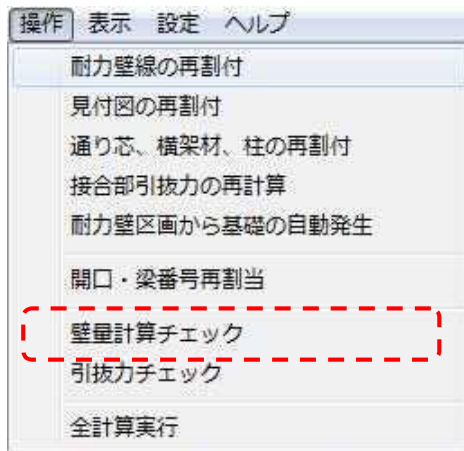 操作 表示 設定 ヘルプ
耐力壁線の再割付
見付図の再割付
通り芯、横架材、柱の再割付
接合部引抜力の再計算
耐力壁区画から基礎の自動発生
開口・梁番号再割当
壁量計算チェック
引抜力チェック
全計算実行